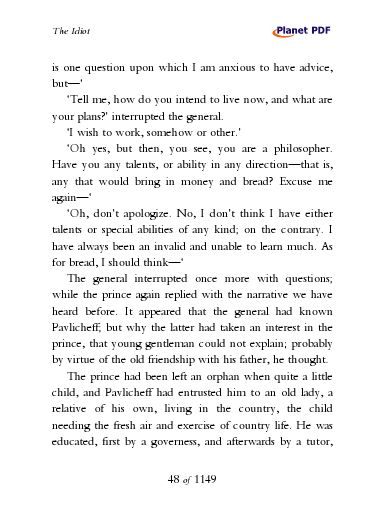 The Idiot
Planet PDF
is one question upon which I am anxious to have advice,
but—‘
‘Tell me, how do you intend to live now, and what are
your plans?’ interrupted the general.
‘I wish to work, somehow or other.’
‘Oh yes, but then, you see, you are a philosopher.
Have you any talents, or ability in any direction—that is,
any that would bring in money and bread? Excuse me
again—‘
‘Oh, don’t apologize. No, I don’t think I have either
talents or special abilities of any kind; on the contrary. I
have always been an invalid and unable to learn much. As
for bread, I should think—‘
The general interrupted once more with questions;
while the prince again replied with the narrative we have
heard before. It appeared that the general had known
Pavlicheff; but why the latter had taken an interest in the
prince, that young gentleman could not explain; probably
by virtue of the old friendship with his father, he thought.
The prince had been left an orphan when quite a little
child, and Pavlicheff had entrusted him to an old lady, a
relative of his own, living in the country, the child
needing the fresh air and exercise of country life. He was
educated, first by a governess, and afterwards by a tutor,
48 of 1149